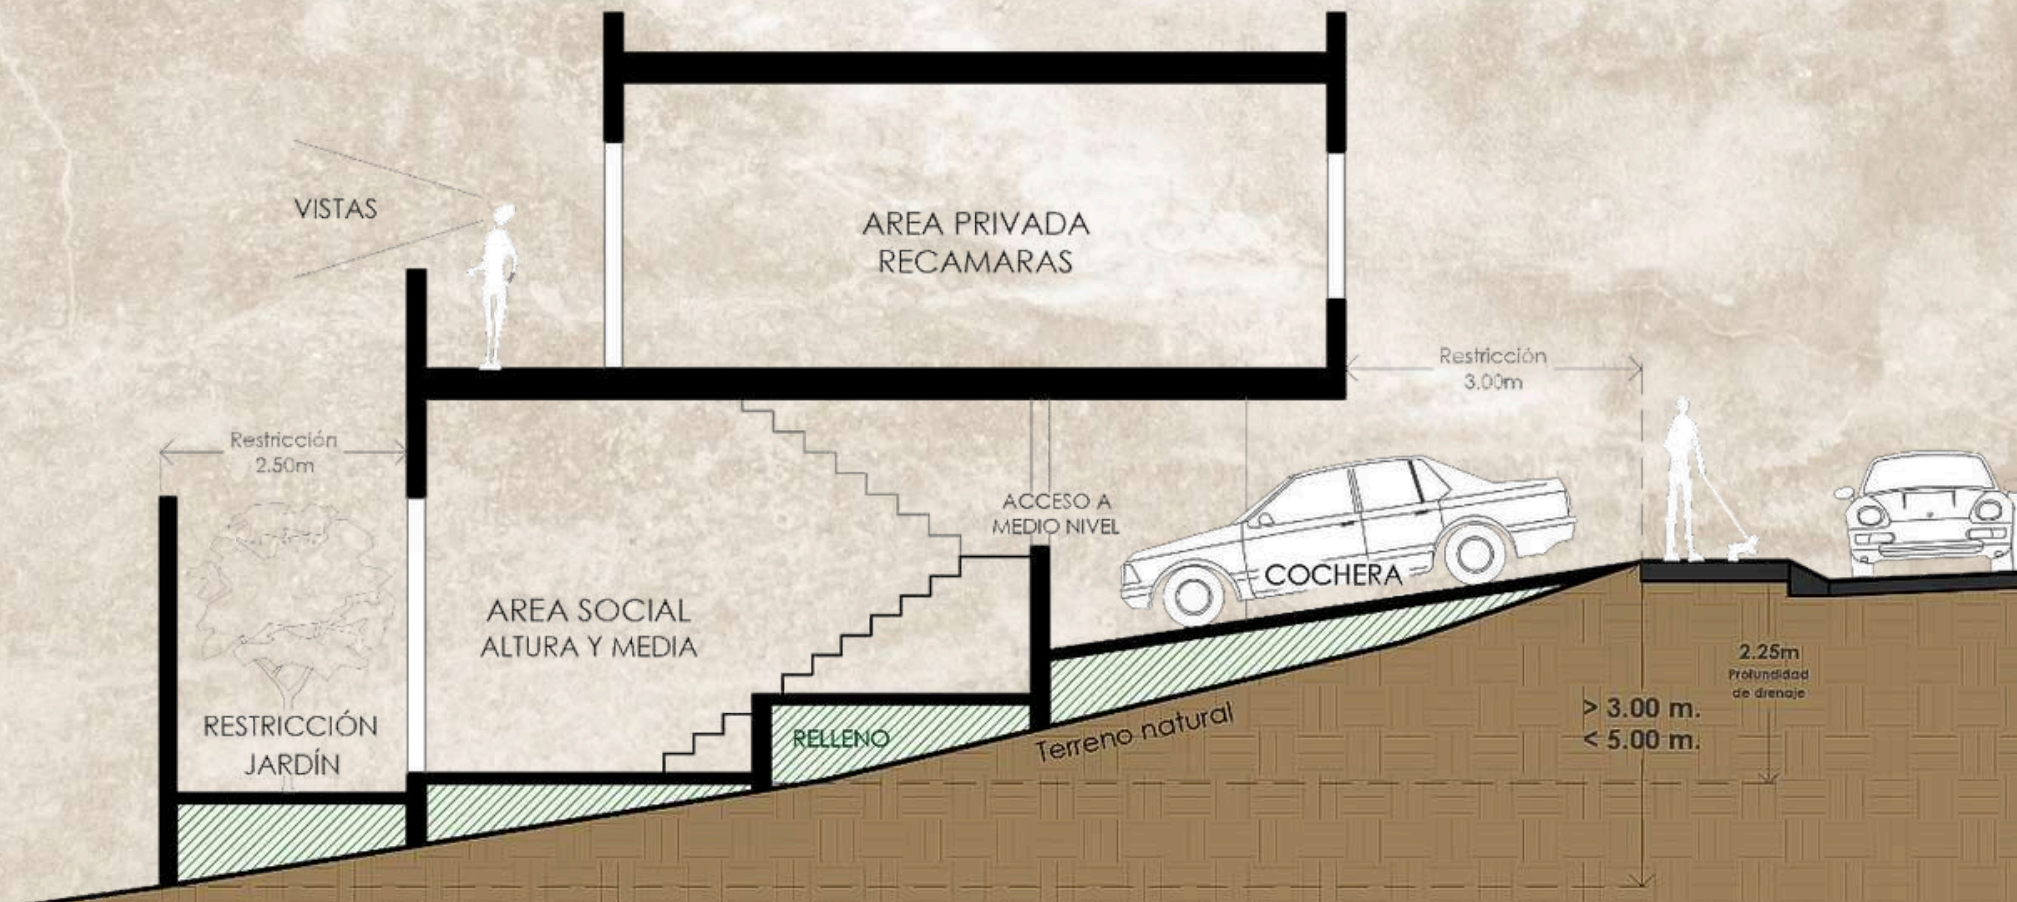 VISTAS
AREA PRIVADA
RECAMARAS
Restricción
3.00m
Restricción
2.50m
ACCESO A
MEDIO NIVEL
COCHERA
AREA SOCIAL
ALTURA Y MEDIA
RESTRICCIÓN
JARDÍN
RELLENO
Terreno natural
2.25m
Profundidad
de drenaje
> 3.00 m.
< 5.00 m.